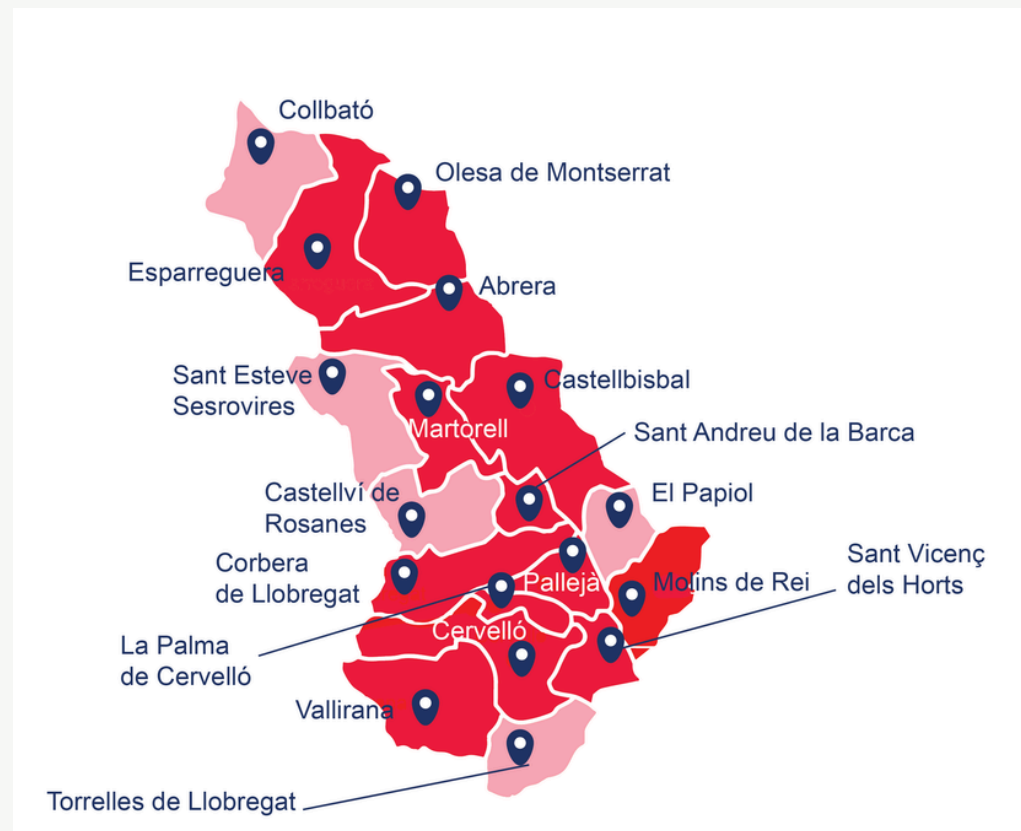 Collbató
Olesa de Montserrat
Esparreguera
Abrera
Sant Esteve
Sesrovires
Castellbisbal
Martorell
Sant Andreu de la Barca
Castellví de
Rosanes
El Papiol
Sant Vicenç
dels Horts
Corbera
de Llobregat
Pallejà
Molins de Rei
Cervelló
La Palma
de Cervelló
Vallirana
Torrelles de Llobregat